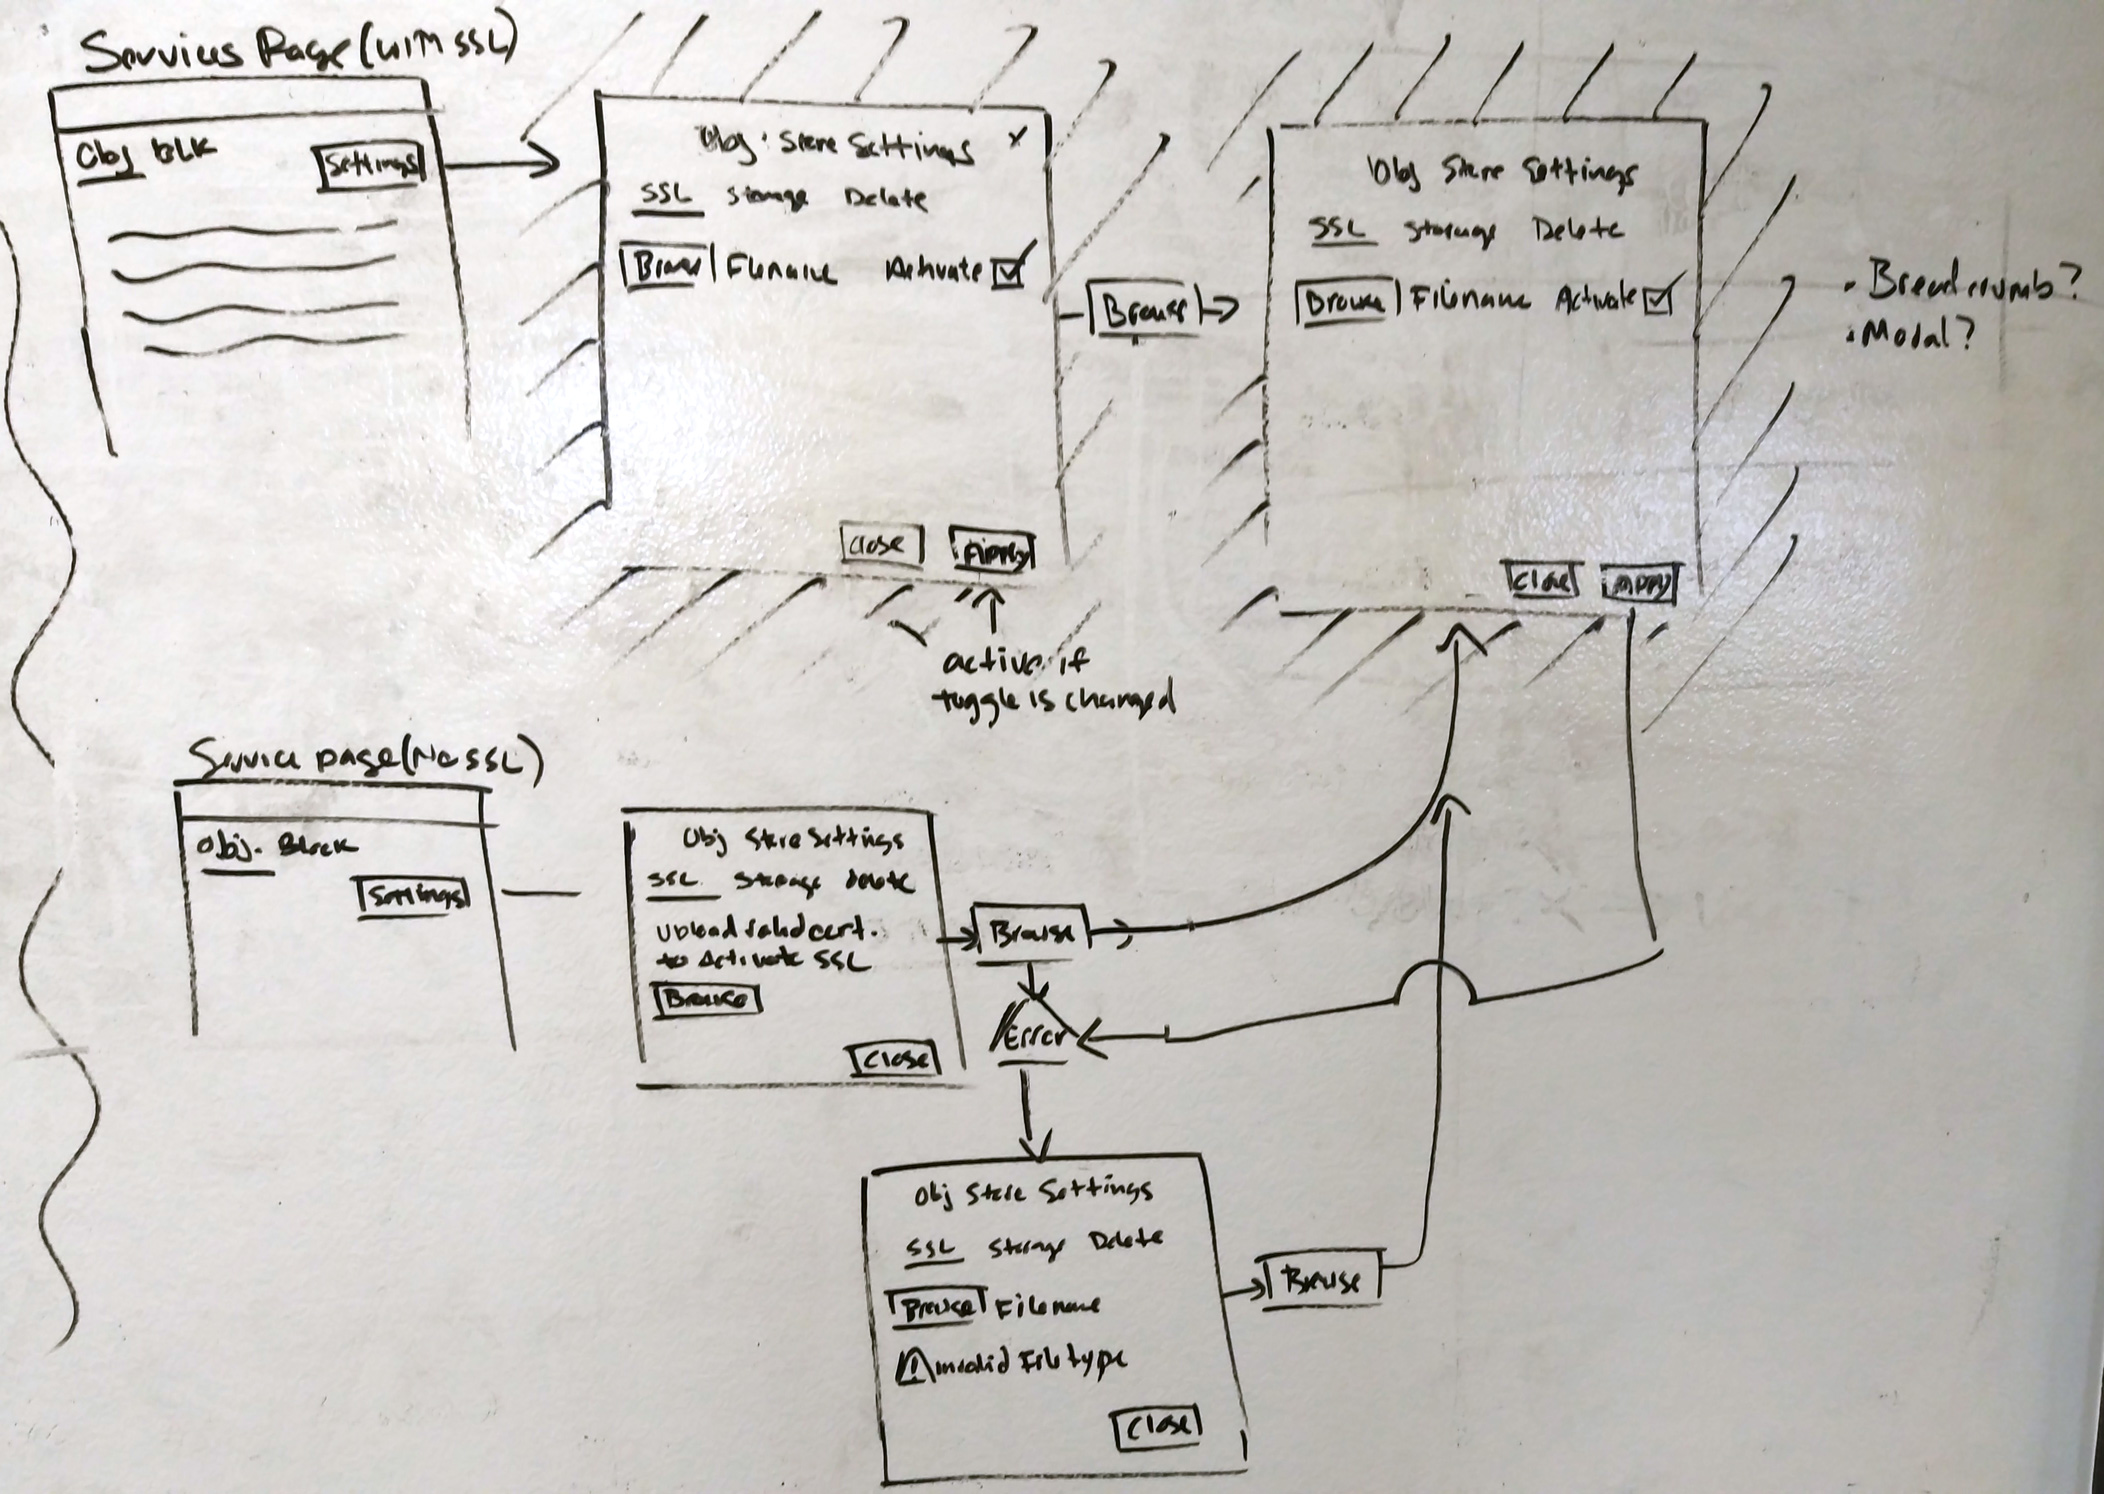 Services Page (WITH SSL)
Obj BLK
Settings
Obj. Store Settings X
SSL Storage Delete
Browse Filename Activate
Close Apply
active if
toggle is changed
Browse
Obj Store Settings
SSL Storage Delete
Browse Filename Activate
Close Apply
• Breadcrumb?
• Modal?
Service page (No SSL)
Obj. Block
Settings
Obj Store Settings
SSL Storage Delete
Upload valid cert.
to Activate SSL
Browse
Close
Browse
Error
Obj Store Settings
SSL Storage Delete
Browse Filename
! invalid File type
Close
Browse